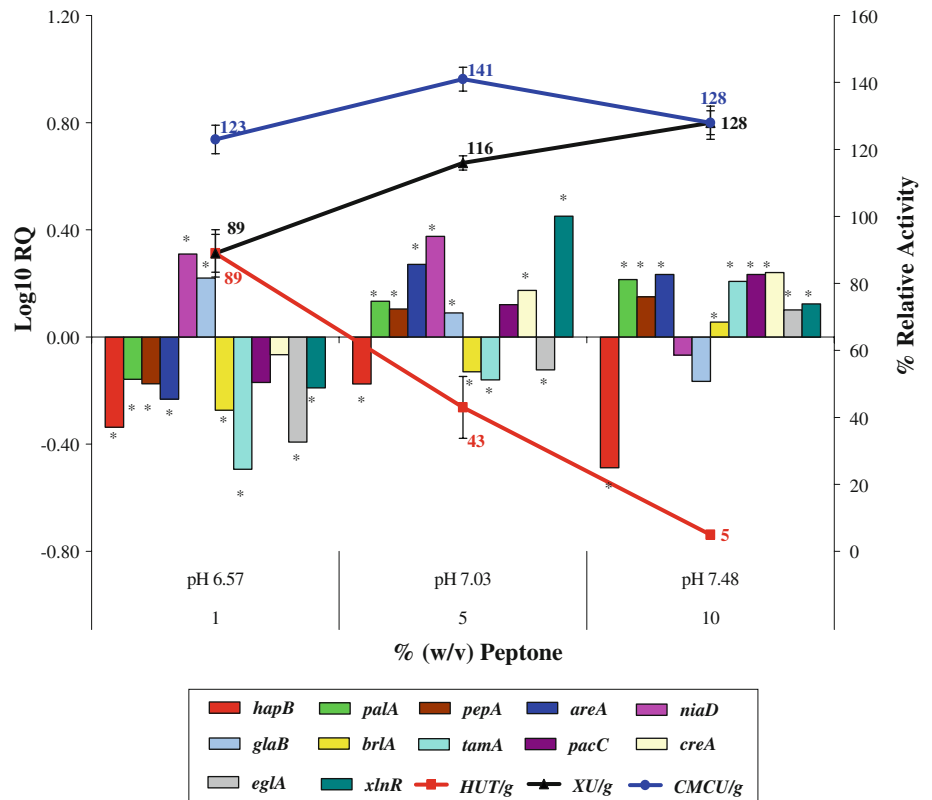 1.20
0.80
0.40
0.00
-0.40
-0.80
Log10 RQ
160
140
120
100
80
60
40
20
0
% Relative Activity
123
141
128
128
116
89
89
43
5
* * * * * * * * * *
* * * * * * * * * * *
* * * * * * * * * *
pH 6.57 pH 7.03 pH 7.48
1 5 10
% (w/v) Peptone
hapB palA pepA areA niaD
glaB brlA tamA pacC creA
eglA xlnR HUT/g XU/g CMCU/g